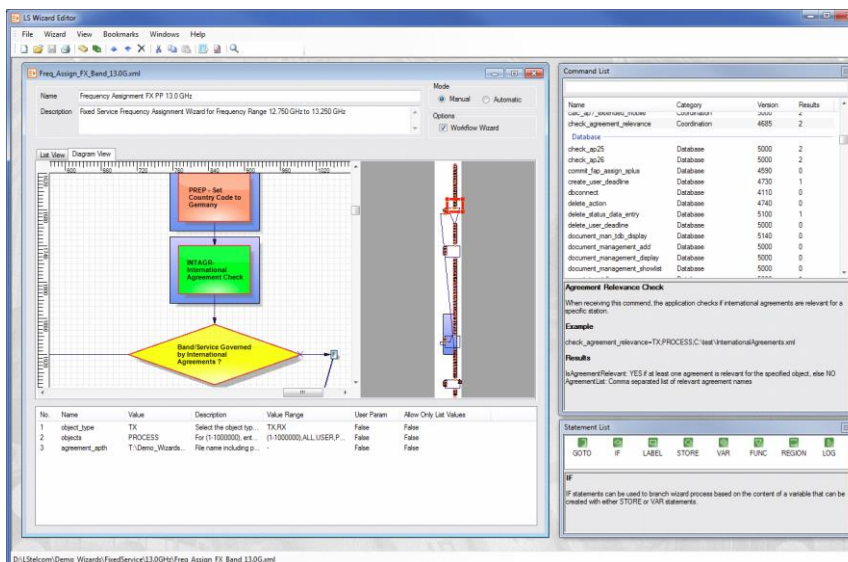 LS Wizard Editor
File Wizard View Bookmarks Windows Help
Freq_Assign_FX_Band_13.0G.xml
Name Frequency Assignment FX PP 13.0 GHz
Description Fixed Service Frequency Assignment Wizard for Frequency Range 12.750 GHz to 13.250 GHz
Mode
Manual Automatic
Options
Workflow Wizard
List View Diagram View
PREP - Set
Country Code to
Germany
INTAGR-
International
Agreement Check
Band/Service Governed
by International
Agreements ?
No. Name Value Description Value Range User Param Allow Only List Values
1 object_type TX Select the object typ... TX,RX False False
2 objects PROCESS For (1-1000000), ent... (1-1000000),ALL,USER,P... False False
3 agreement_apth T:\Demo_Wizards... File name including p... - False False
Command List
Name Category Version Results
check_agreement_relevance Coordination 4685 2
Database
check_ap25 Database 5000 2
check_ap26 Database 5000 2
commit_fap_assign_splus Database 4590 0
create_user_deadline Database 4730 1
dbconnect Database 4110 0
delete_action Database 4740 0
delete_status_data_entry Database 5100 1
delete_user_deadline Database 5000 0
document_man_tdb_display Database 5140 0
document_management_add Database 5000 0
document_management_display Database 5000 0
document_management_showlist Database 5000 0
Agreement Relevance Check
When receiving this commend, the application checks if international agreements are relevant for a
specific station.
Example
check_agreement_relevance=TX,PROCESS,C:\test\InternationalAgreements.xml
Results
IsAgreementRelevant: YES if at least one agreement is relevant for the specified object, else NO
AgreementList: Comma separated list of relevant agreement names
Statement List
GOTO IF LABEL STORE VAR FUNC REGION LOG
IF
IF statements can be used to branch wizard process based on the content of a variable that can be
created with either STORE or VAR statements.
D:\LStelcom\Demo_Wizards\FixedService\13.0GHz\Freq_Assign_FX_Band_13.0G.xml